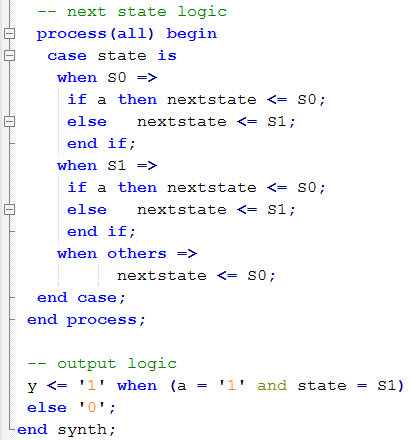 -- next state logic
process(all) begin
case state is
when S0 =>
if a then nextstate <= S0;
else nextstate <= S1;
end if;
when S1 =>
if a then nextstate <= S0;
else nextstate <= S1;
end if;
when others =>
nextstate <= S0;
end case;
end process;
-- output logic
y <= '1' when (a = '1' and state = S1)
else '0';
end synth;